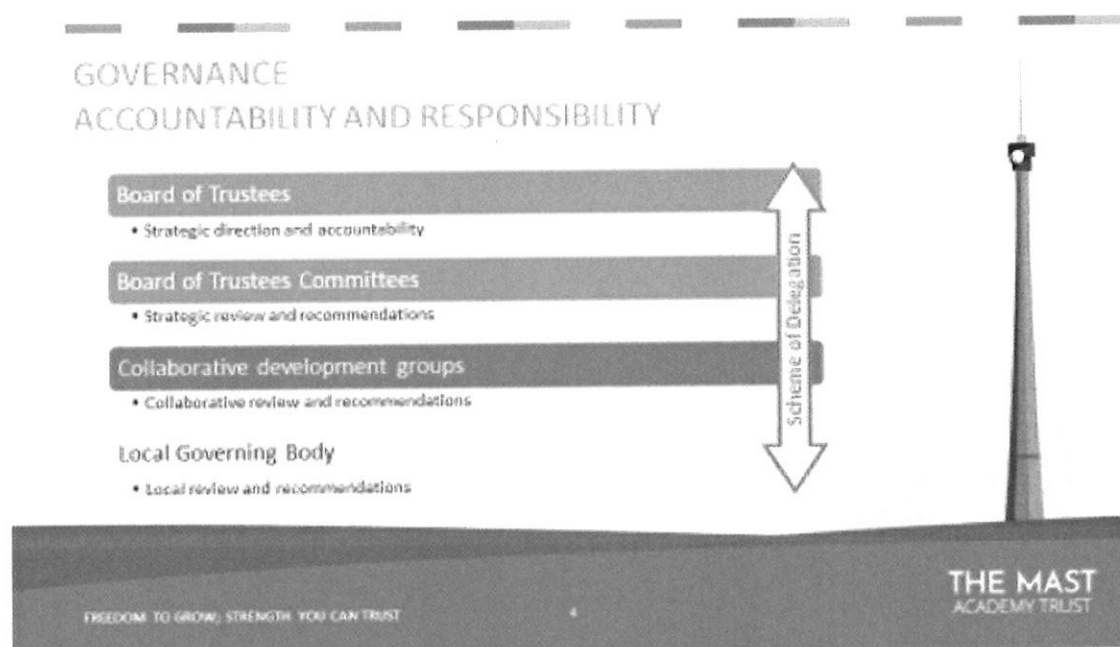 GOVERNANCE
ACCOUNTABILITY AND RESPONSIBILITY
Board of Trustees
• Strategic direction and accountability
Board of Trustees Committees
• Strategic review and recommendations
Collaborative development groups
• Collaborative review and recommendations
Local Governing Body
• Local review and recommendations
Scheme of Delegation
FREEDOM TO GROW; STRENGTH YOU CAN TRUST
4
THE MAST
ACADEMY TRUST